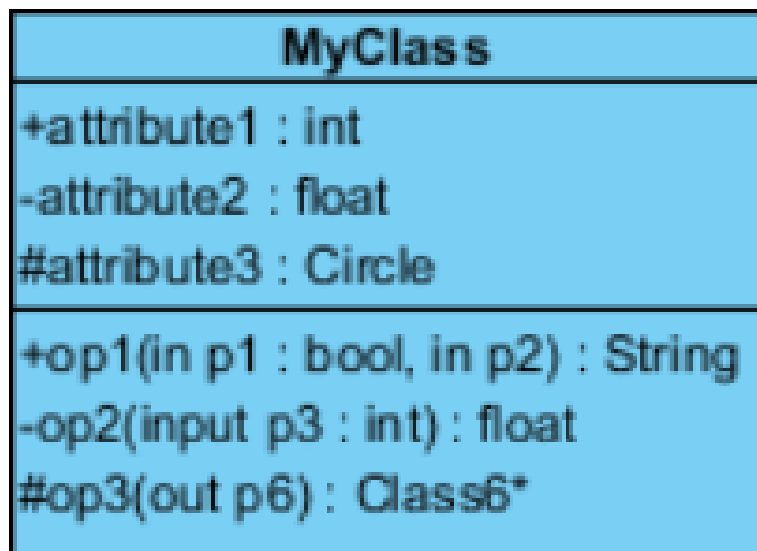 MyClass
+attribute1 : int
-attribute2 : float
#attribute3 : Circle
+op1(in p1 : bool, in p2) : String
-op2(input p3 : int) : float
#op3(out p6) : Class6*